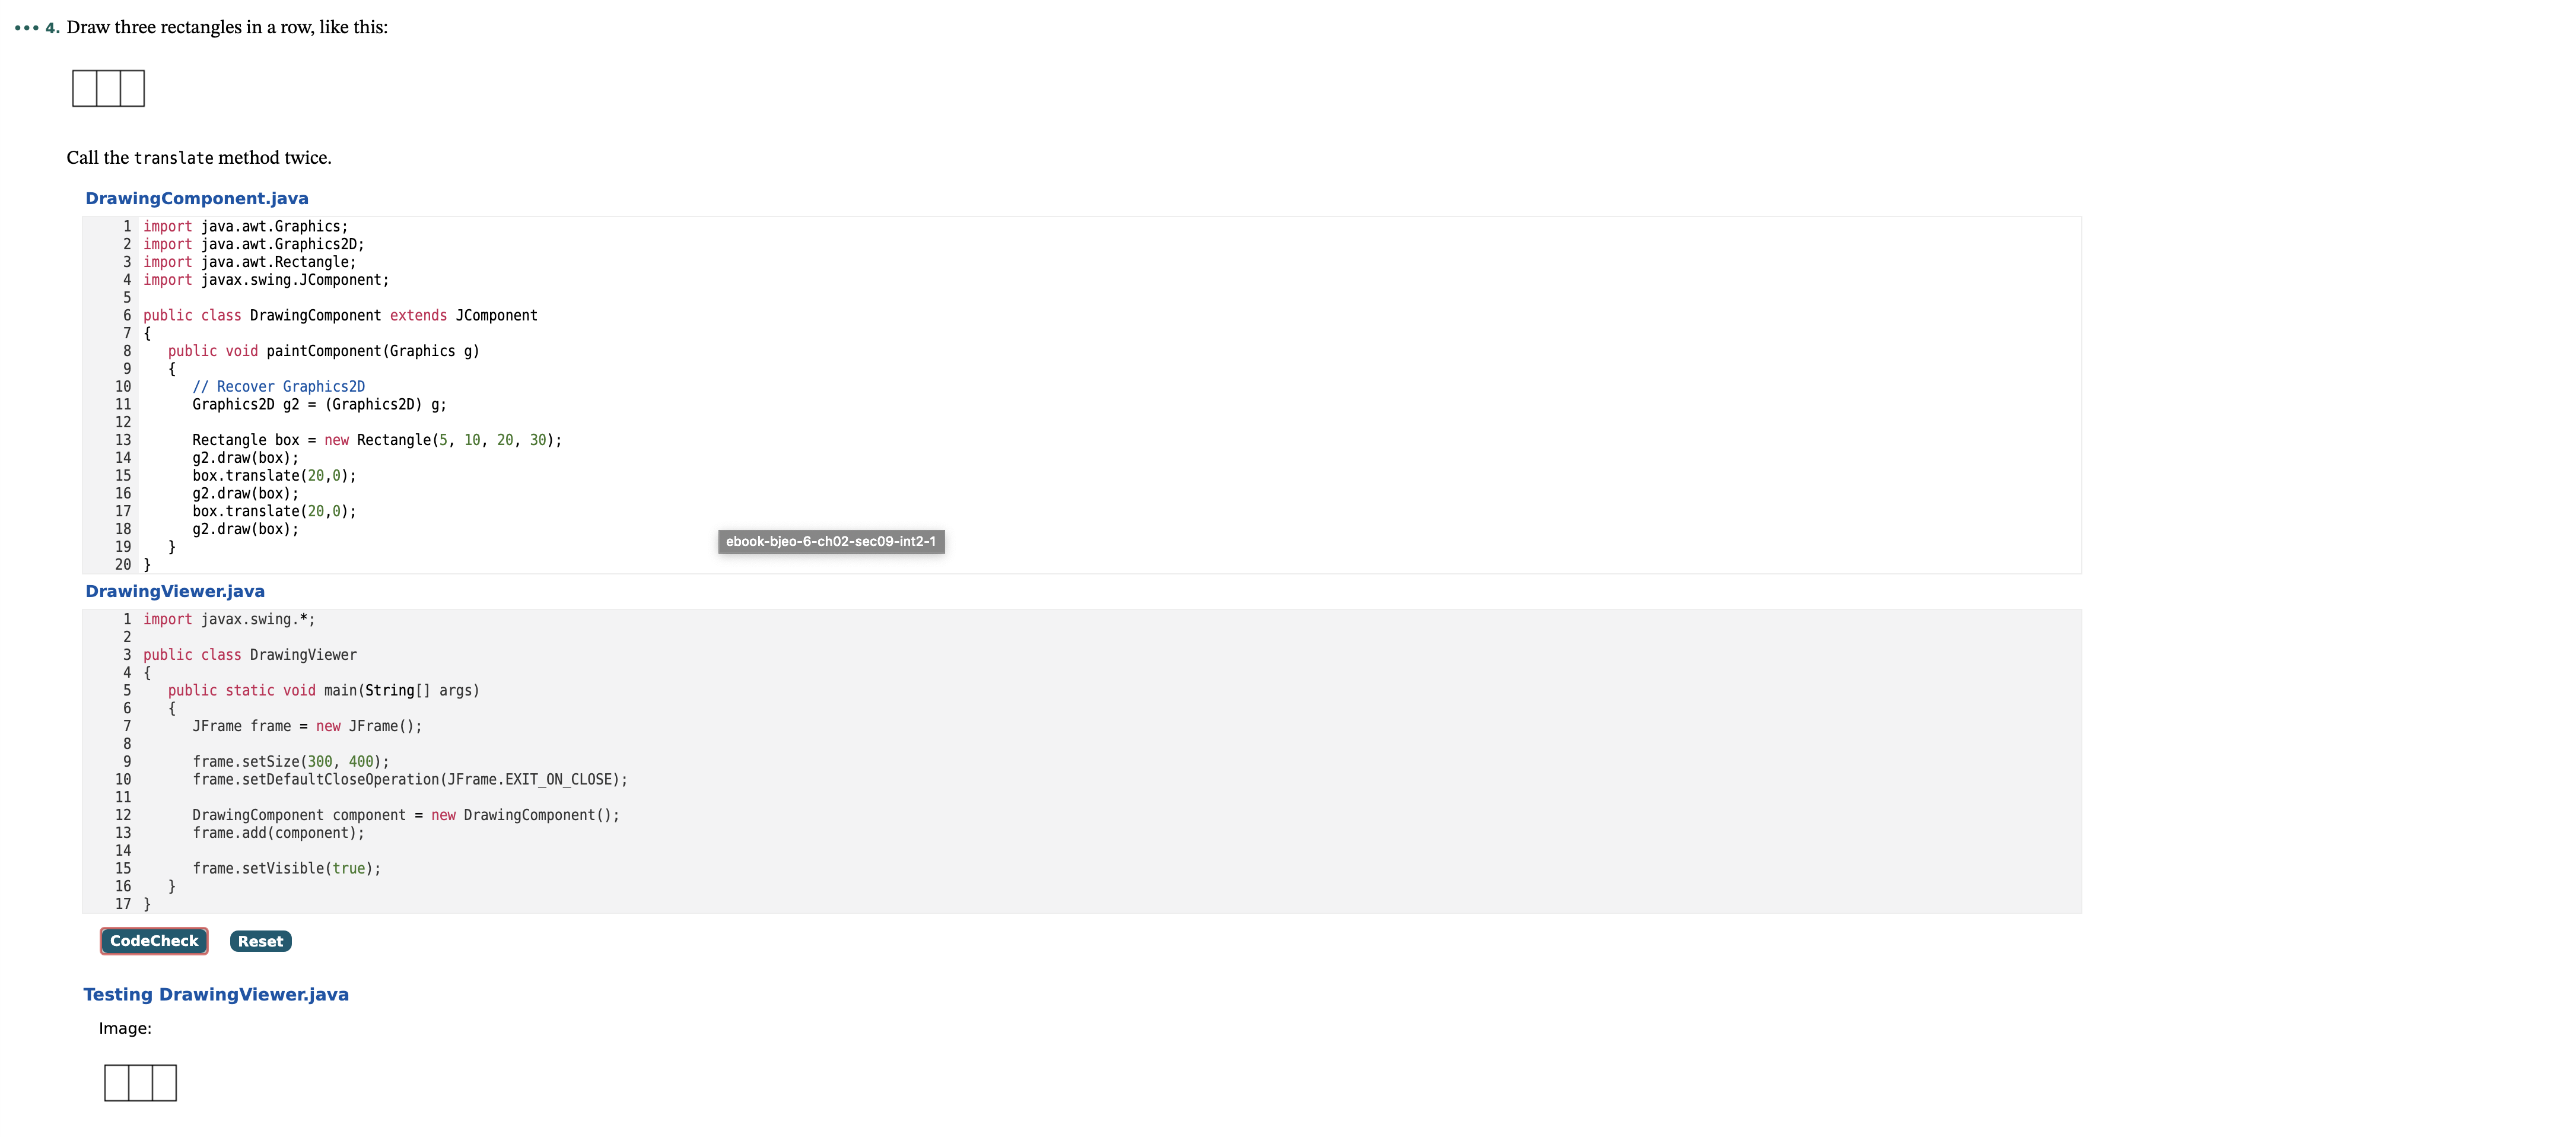 ••• 4. Draw three rectangles in a row, like this:
Call the translate method twice.
DrawingComponent.java
1 import java.awt.Graphics;
2 import java.awt.Graphics2D;
3 import java.awt.Rectangle;
4 import javax.swing.JComponent;
5
6 public class DrawingComponent extends JComponent
7 {
8    public void paintComponent(Graphics g)
9    {
10       // Recover Graphics2D
11       Graphics2D g2 = (Graphics2D) g;
12
13       Rectangle box = new Rectangle(5, 10, 20, 30);
14       g2.draw(box);
15       box.translate(20,0);
16       g2.draw(box);
17       box.translate(20,0);
18       g2.draw(box);
ebook-bjeo-6-ch02-sec09-int2-1
19    }
20 }
DrawingViewer.java
1 import javax.swing.*;
2
3 public class DrawingViewer
4 {
5    public static void main(String[] args)
6    {
7       JFrame frame = new JFrame();
8
9       frame.setSize(300, 400);
10       frame.setDefaultCloseOperation(JFrame.EXIT_ON_CLOSE);
11
12       DrawingComponent component = new DrawingComponent();
13       frame.add(component);
14
15       frame.setVisible(true);
16    }
17 }
CodeCheck Reset
Testing DrawingViewer.java
Image: